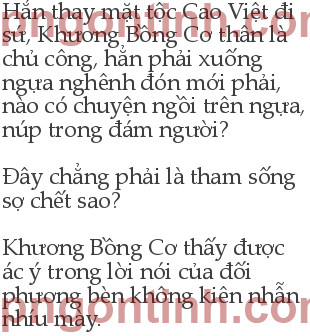 Hắn thay mặt tộc Cao Việt đi
sứ, Khương Bồng Cơ thân là
chủ công, hắn phải xuống
ngựa nghênh đón mới phải,
nào có chuyện ngồi trên ngựa,
núp trong đám người?
Đây chẳng phải là tham sống
sợ chết sao?
Khương Bồng Cơ thấy được
ác ý trong lời nói của đối
phương bèn không kiên nhẫn
nhíu mày.